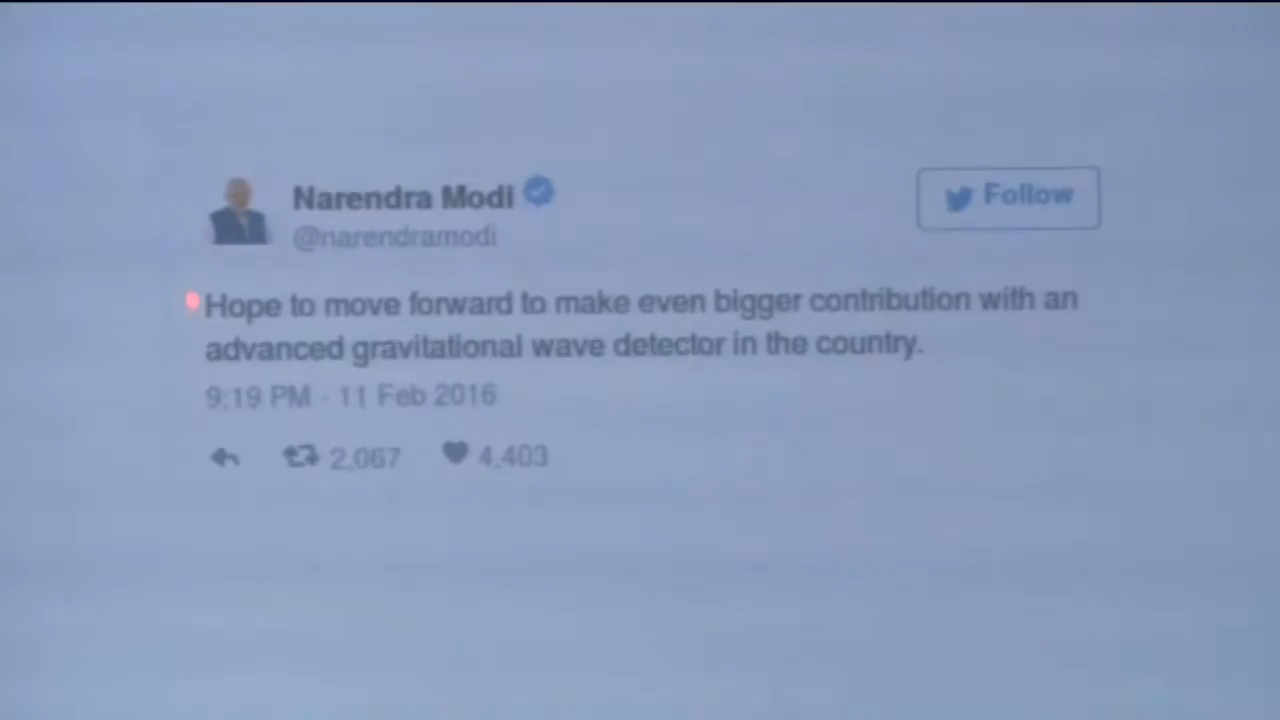 Narendra Modi
Follow
@narendramodi
Hope to move forward to make even bigger contribution with an
advanced gravitational wave detector in the country.
9:19 PM - 11 Feb 2016
2,067 4,403